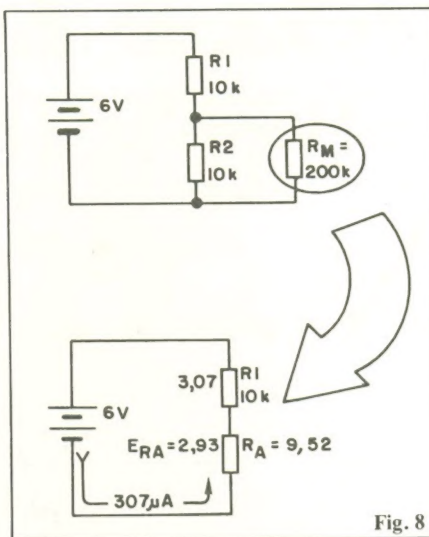 R1
10k
6V
R2
10k
RM =
200k
3,07
R1
10k
6V
ERA=2,93
RA = 9,52
307µA
Fig. 8